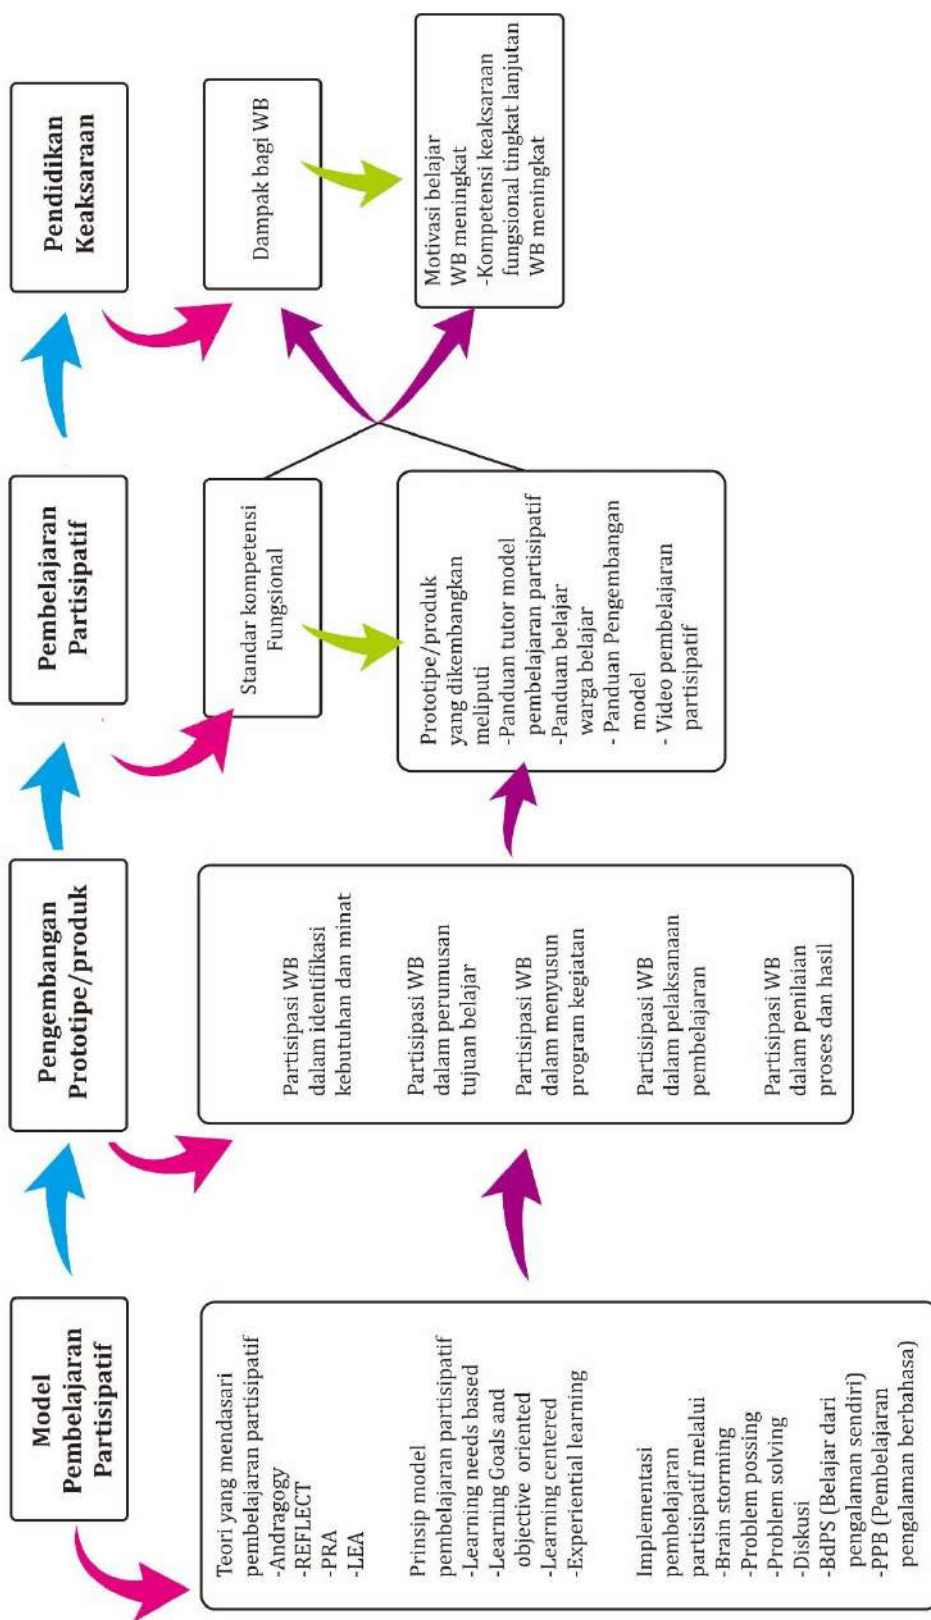 Model
Pembelajaran
Partisipatif
Teori yang mendasari
pembelajaran partisipatif
-Andragogy
-REFLECT
-PRA
-LEA
Prinsip model
pembelajaran partisipatif
-Learning needs based
-Learning Goals and
objective oriented
-Learning centered
-Experiential learning
Implementasi
pembelajaran
partisipatif melalui
-Brain storming
-Problem possing
-Problem solving
-Diskusi
-BdPS (Belajar dari
pengalaman sendiri)
-PPB (Pembelajaran
pengalaman berbahasa)
Pengembangan
Prototipe/produk
Partisipasi WB
dalam identifikasi
kebutuhan dan minat
Partisipasi WB
dalam perumusan
tujuan belajar
Partisipasi WB
dalam menyusun
program kegiatan
Partisipasi WB
dalam pelaksanaan
pembelajaran
Partisipasi WB
dalam penilaian
proses dan hasil
Pembelajaran
Partisipatif
Standar kompetensi
Fungsional
Prototipe/produk
yang dikembangkan
meliputi
-Panduan tutor model
pembelajaran partisipatif
-Panduan belajar
warga belajar
- Panduan Pengembangan
model
- Video pembelajaran
partisipatif
Pendidikan
Keaksaraan
Dampak bagi WB
Motivasi belajar
WB meningkat
-Kompetensi keaksaraan
fungsional tingkat lanjutan
WB meningkat